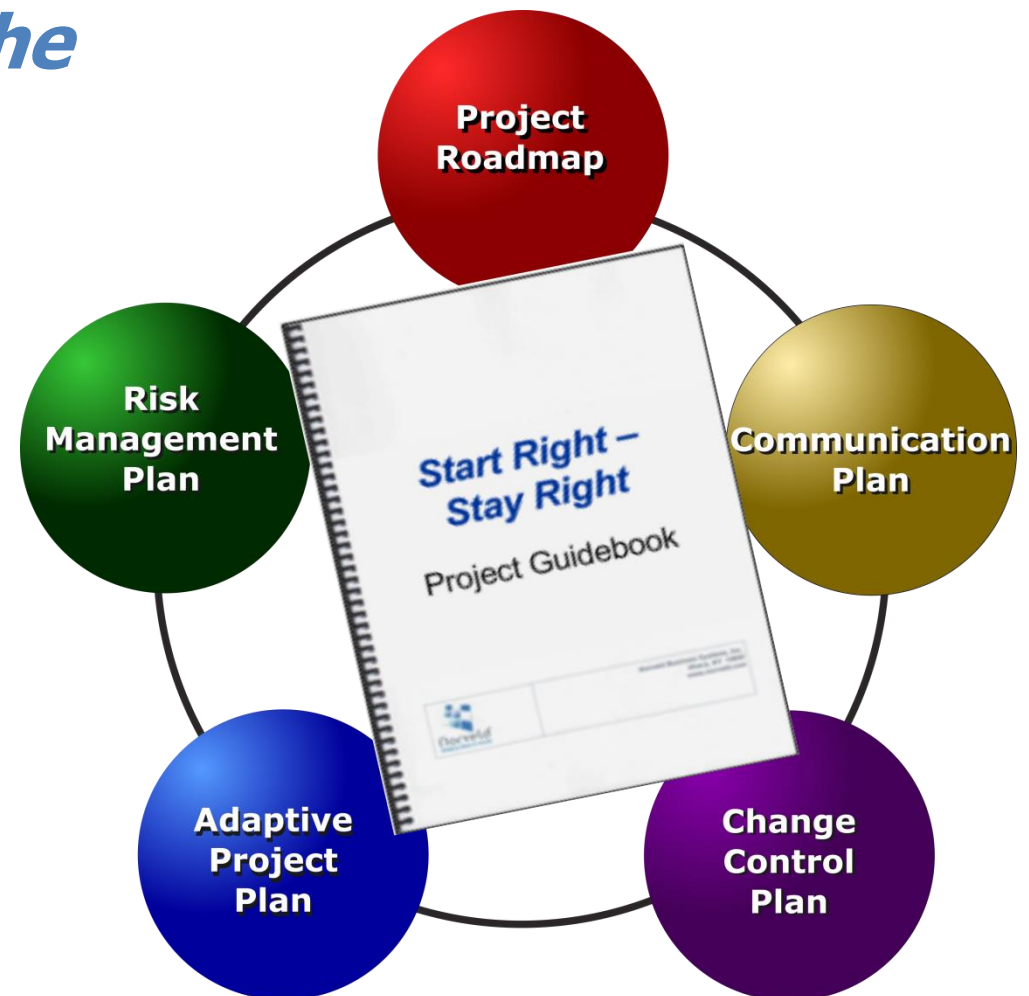 he
Project
Roadmap
Risk
Management
Plan
Communication
Plan
Start Right –
Stay Right
Project Guidebook
Norveld
Adaptive
Project
Plan
Change
Control
Plan